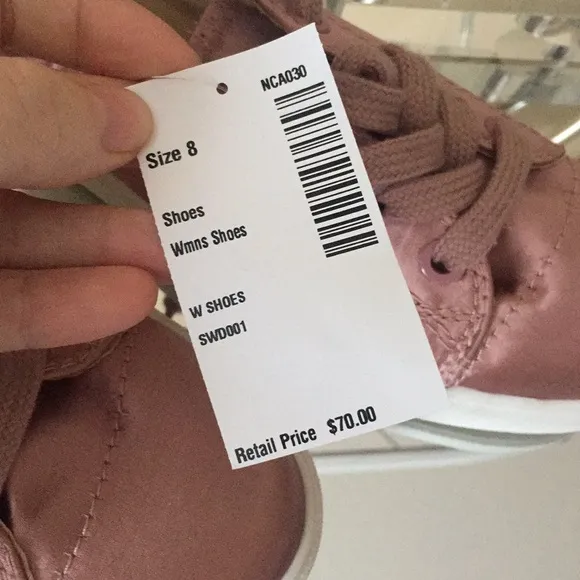 NCA030
Size 8
Shoes
Wmns Shoes
W SHOES
SWD001
Retail Price $70.00